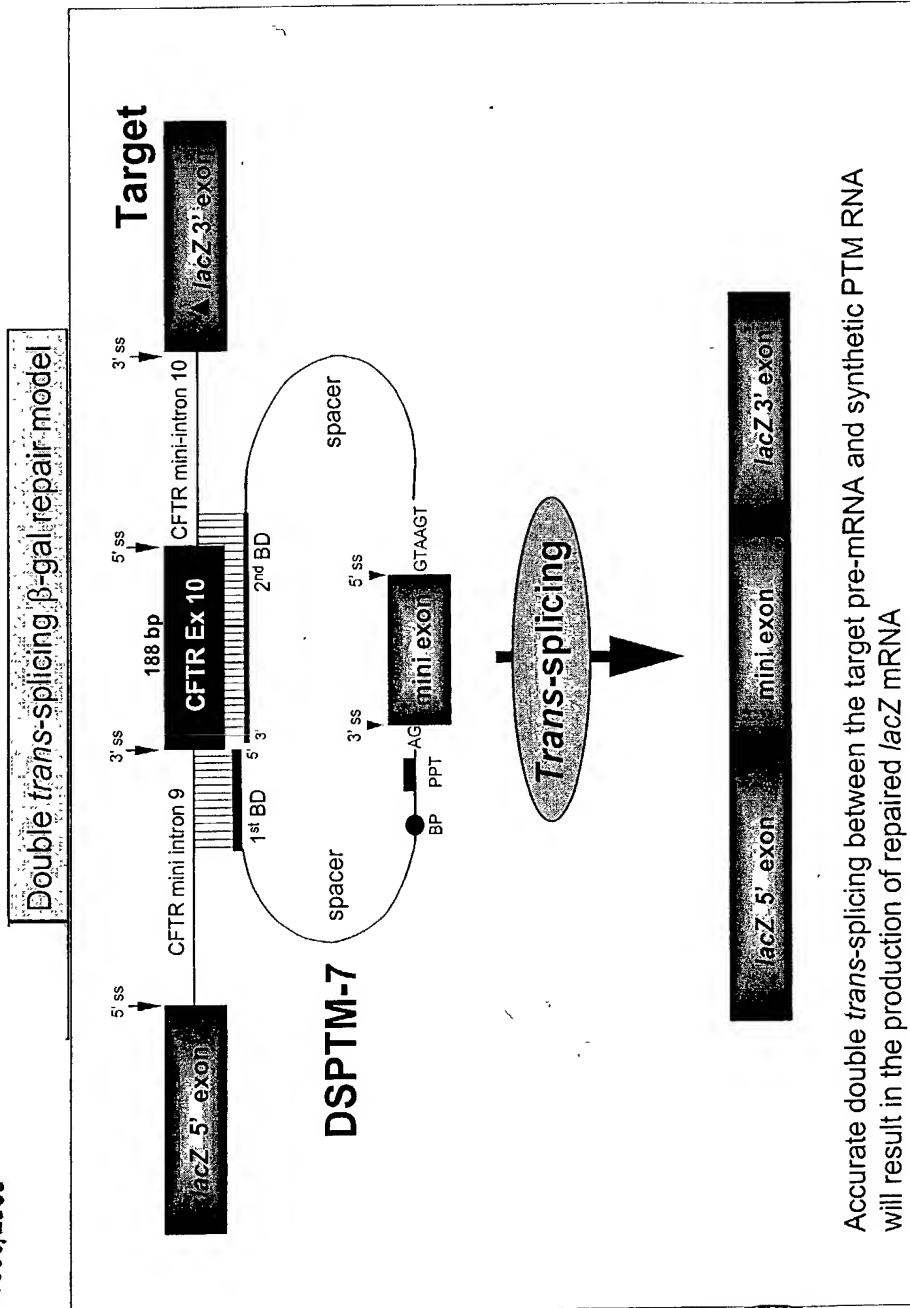 Double trans-splicing β-gal repair model
Target
5' ss
3' ss
188 bp
5' ss
3' ss
lacZ 5' exon
CFTR mini intron 9
CFTR Ex 10
CFTR mini-intron 10
▲ lacZ 3' exon
1st BD
5'
3'
2nd BD
DSPTM-7
spacer
spacer
3' ss
5' ss
BP
PPT
AG
mini exon
GTAAGT
Trans-splicing
lacZ 5' exon
mini exon
lacZ 3' exon
Accurate double trans-splicing between the target pre-mRNA and synthetic PTM RNA
will result in the production of repaired lacZ mRNA